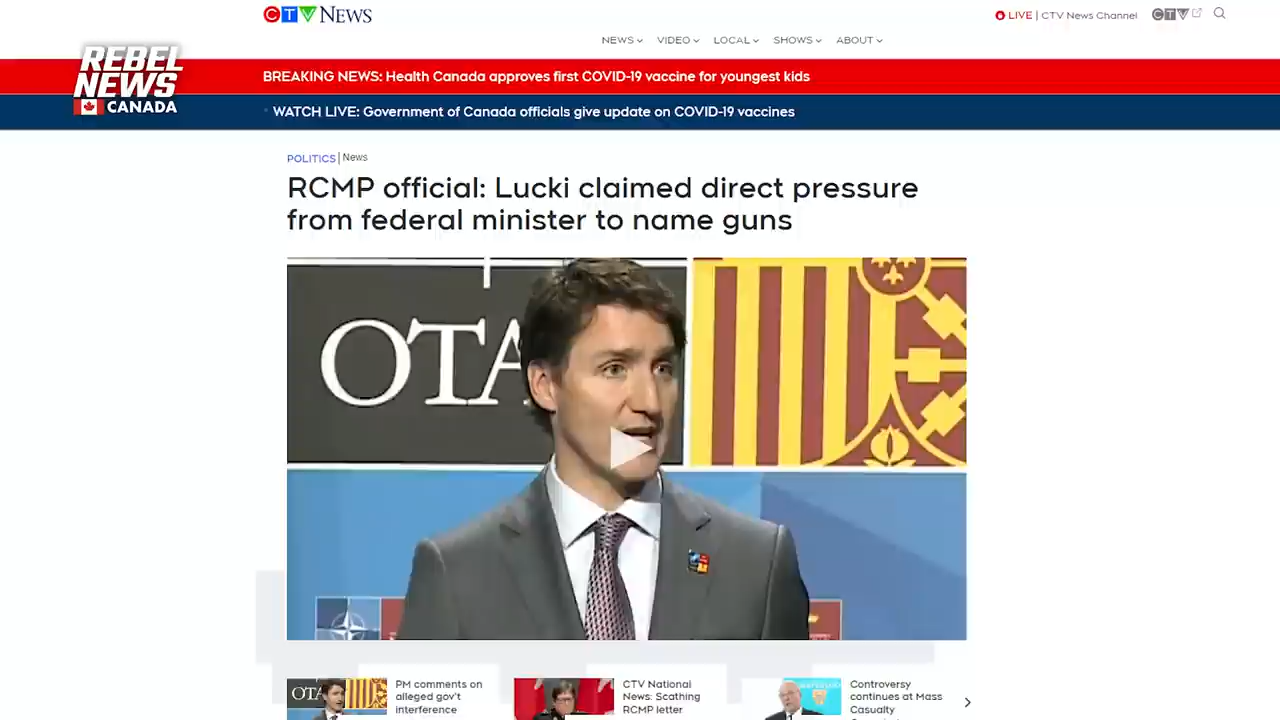 CTV NEWS
LIVE | CTV News Channel
CTV
NEWS
VIDEO
LOCAL
SHOWS
ABOUT
REBEL
NEWS
CANADA
BREAKING NEWS: Health Canada approves first COVID-19 vaccine for youngest kids
WATCH LIVE: Government of Canada officials give update on COVID-19 vaccines
POLITICS | News
RCMP official: Lucki claimed direct pressure
from federal minister to name guns
OTA
PM comments on
alleged gov't
interference
OTA
CTV National
News: Scathing
RCMP letter
Controversy
continues at Mass
Casualty